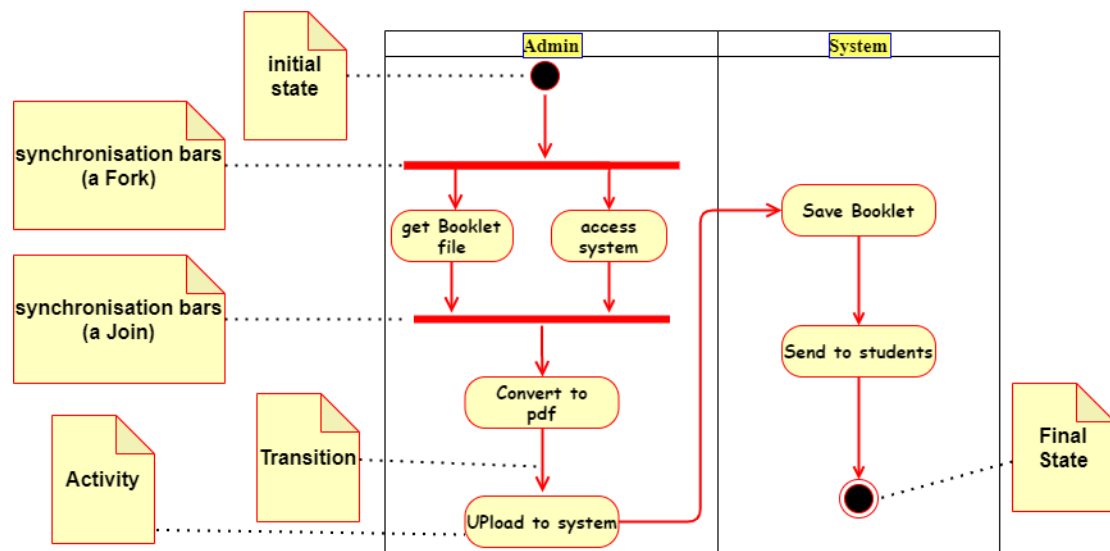 Admin
System
initial
state
synchronisation bars
(a Fork)
get Booklet
file
access
system
Save Booklet
synchronisation bars
(a Join)
Send to students
Convert to
pdf
Transition
Activity
UPload to system
Final
State